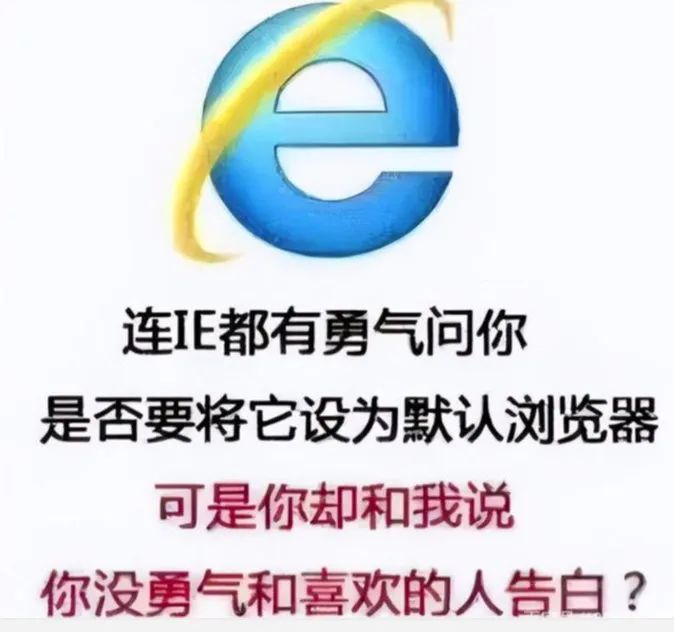 连IE都有勇气问你
是否要将它设为默认浏览器
可是你却和我说
你没勇气和喜欢的人告白？